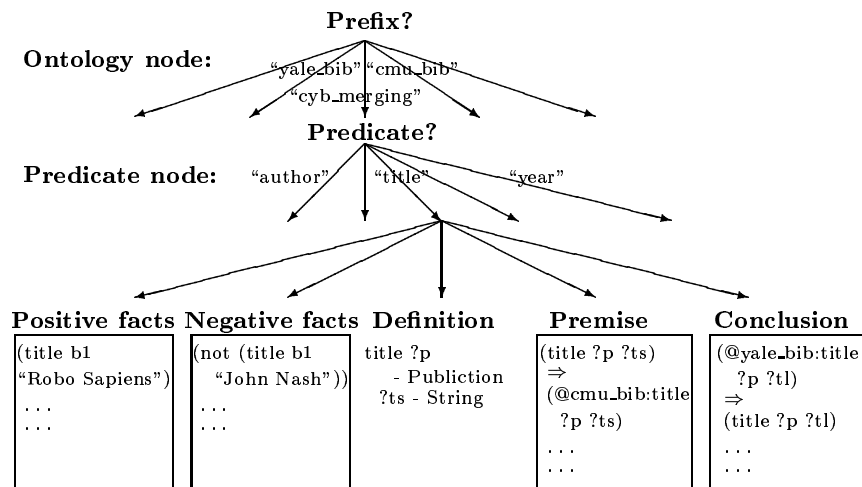 Prefix?
Ontology node:
“yale_bib” “cmu_bib”
“cyb_merging”
Predicate?
Predicate node: “author” “title” “year”
Positive facts Negative facts Definition Premise Conclusion
(title b1
“Robo Sapiens”)
. . .
. . .
(not (title b1
“John Nash”))
. . .
. . .
title ?p
- Publiction
?ts - String
(title ?p ?ts)
⇒
(@cmu_bib:title
?p ?ts)
. . .
. . .
(@yale_bib:title
?p ?tl)
⇒
(title ?p ?tl)
. . .
. . .